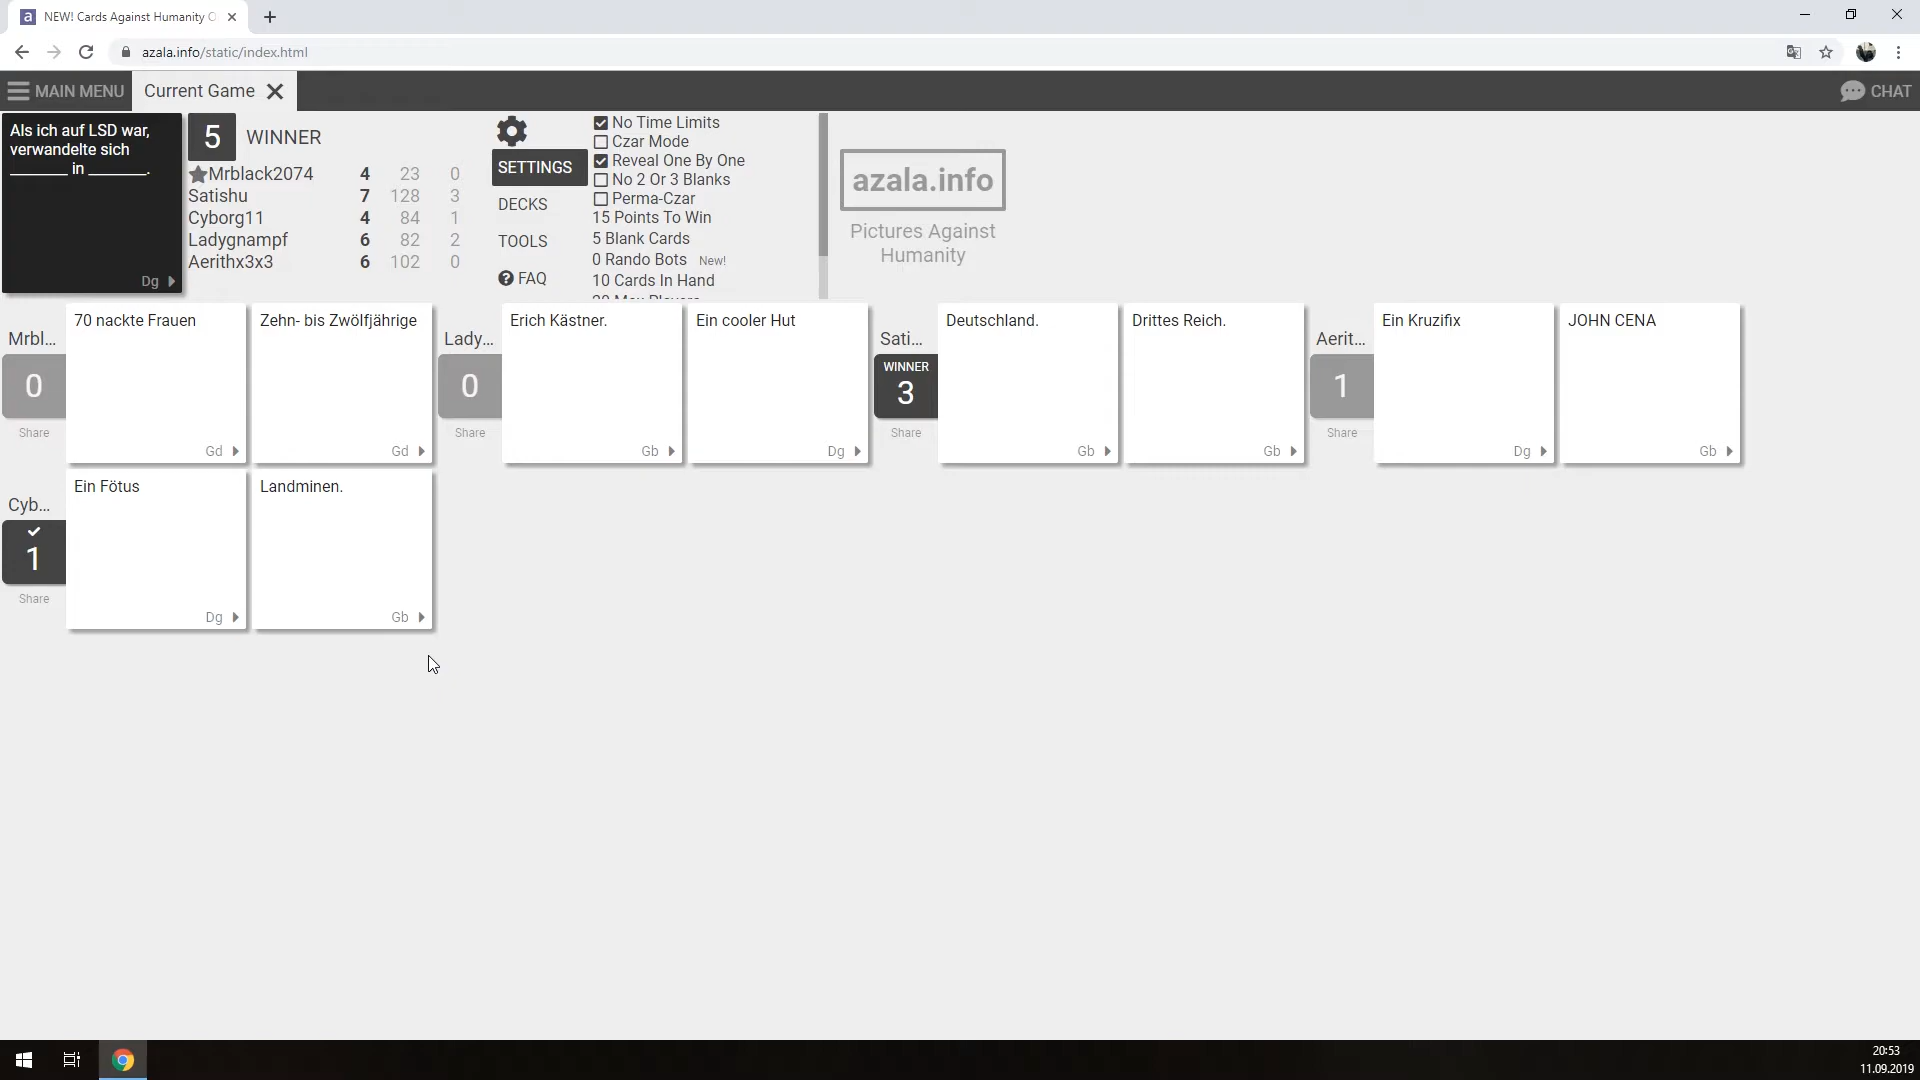 NEW! Cards Against Humanity O
azala.info/static/index.html
MAIN MENU
Current Game
CHAT
Als ich auf LSD war,
verwandelte sich
_______ in _______.
Dg
5 WINNER
Mrblack2074 4 23 0
Satishu 7 128 3
Cyborg11 4 84 1
Ladygnampf 6 82 2
Aerithx3x3 6 102 0
SETTINGS
DECKS
TOOLS
FAQ
No Time Limits
Czar Mode
Reveal One By One
No 2 Or 3 Blanks
Perma-Czar
15 Points To Win
5 Blank Cards
0 Rando Bots New!
10 Cards In Hand
20 Max Players
azala.info
Pictures Against
Humanity
Mrbl...
0
Share
70 nackte Frauen
Gd
Zehn- bis Zwölfjährige
Gd
Lady...
0
Share
Erich Kästner.
Gb
Ein cooler Hut
Dg
Sati...
WINNER
3
Share
Deutschland.
Gb
Drittes Reich.
Gb
Aerit...
1
Share
Ein Kruzifix
Dg
JOHN CENA
Gb
Cyb...
1
Share
Ein Fötus
Dg
Landminen.
Gb
20:53
11.09.2019